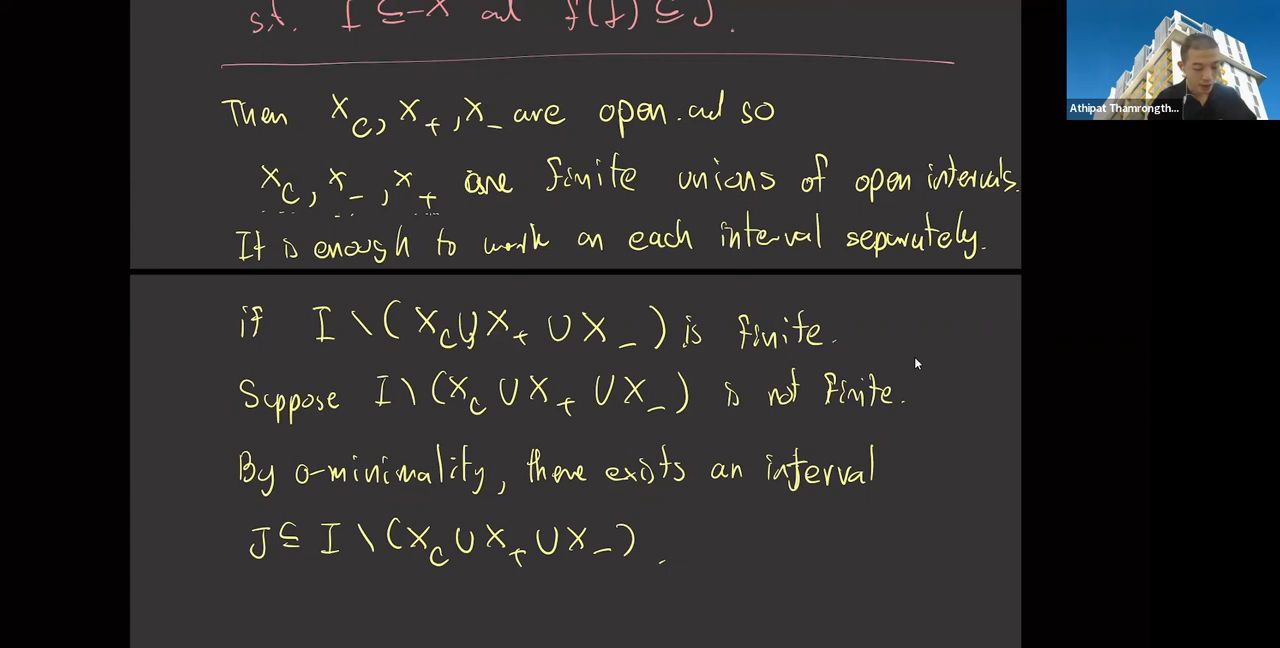 s.t. I ⊆ X and f(I) ⊆ J.
Then X_C, X_+, X_- are open and so
X_C, X_-, X_+ are finite unions of open intervals.
It is enough to work on each interval separately.
if I \ (X_C ∪ X_+ ∪ X_-) is finite.
Suppose I \ (X_C ∪ X_+ ∪ X_-) is not finite.
By o-minimality, there exists an interval
J ⊆ I \ (X_C ∪ X_+ ∪ X_-).
Athipat Thamrongth...